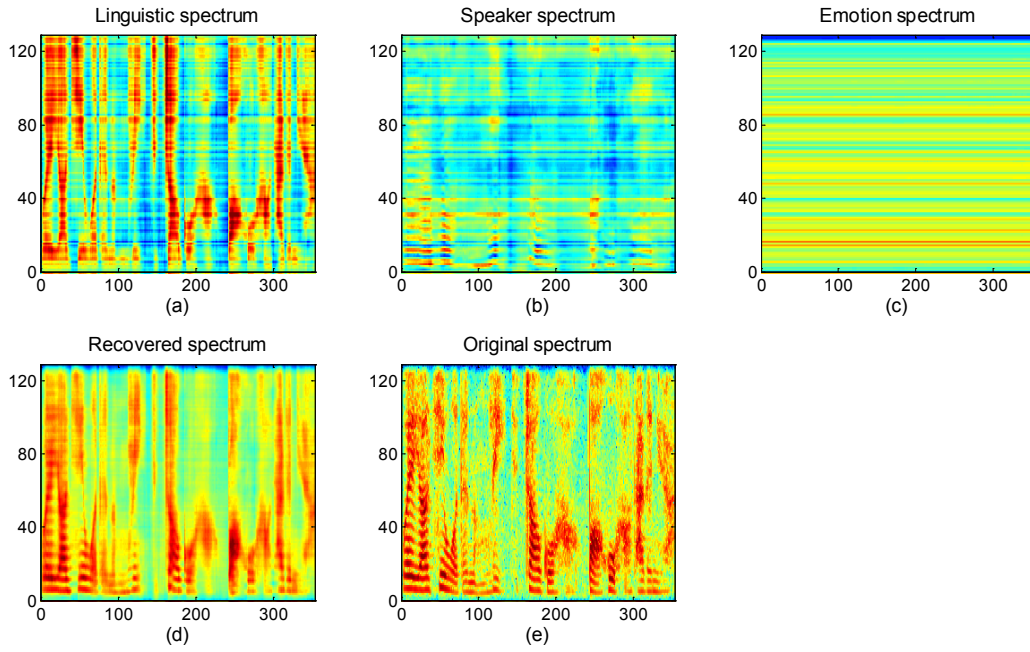 Linguistic spectrum
120
80
40
0
0 100 200 300
(a)
Speaker spectrum
120
80
40
0
0 100 200 300
(b)
Emotion spectrum
120
80
40
0
0 100 200 300
(c)
Recovered spectrum
120
80
40
0
0 100 200 300
(d)
Original spectrum
120
80
40
0
0 100 200 300
(e)